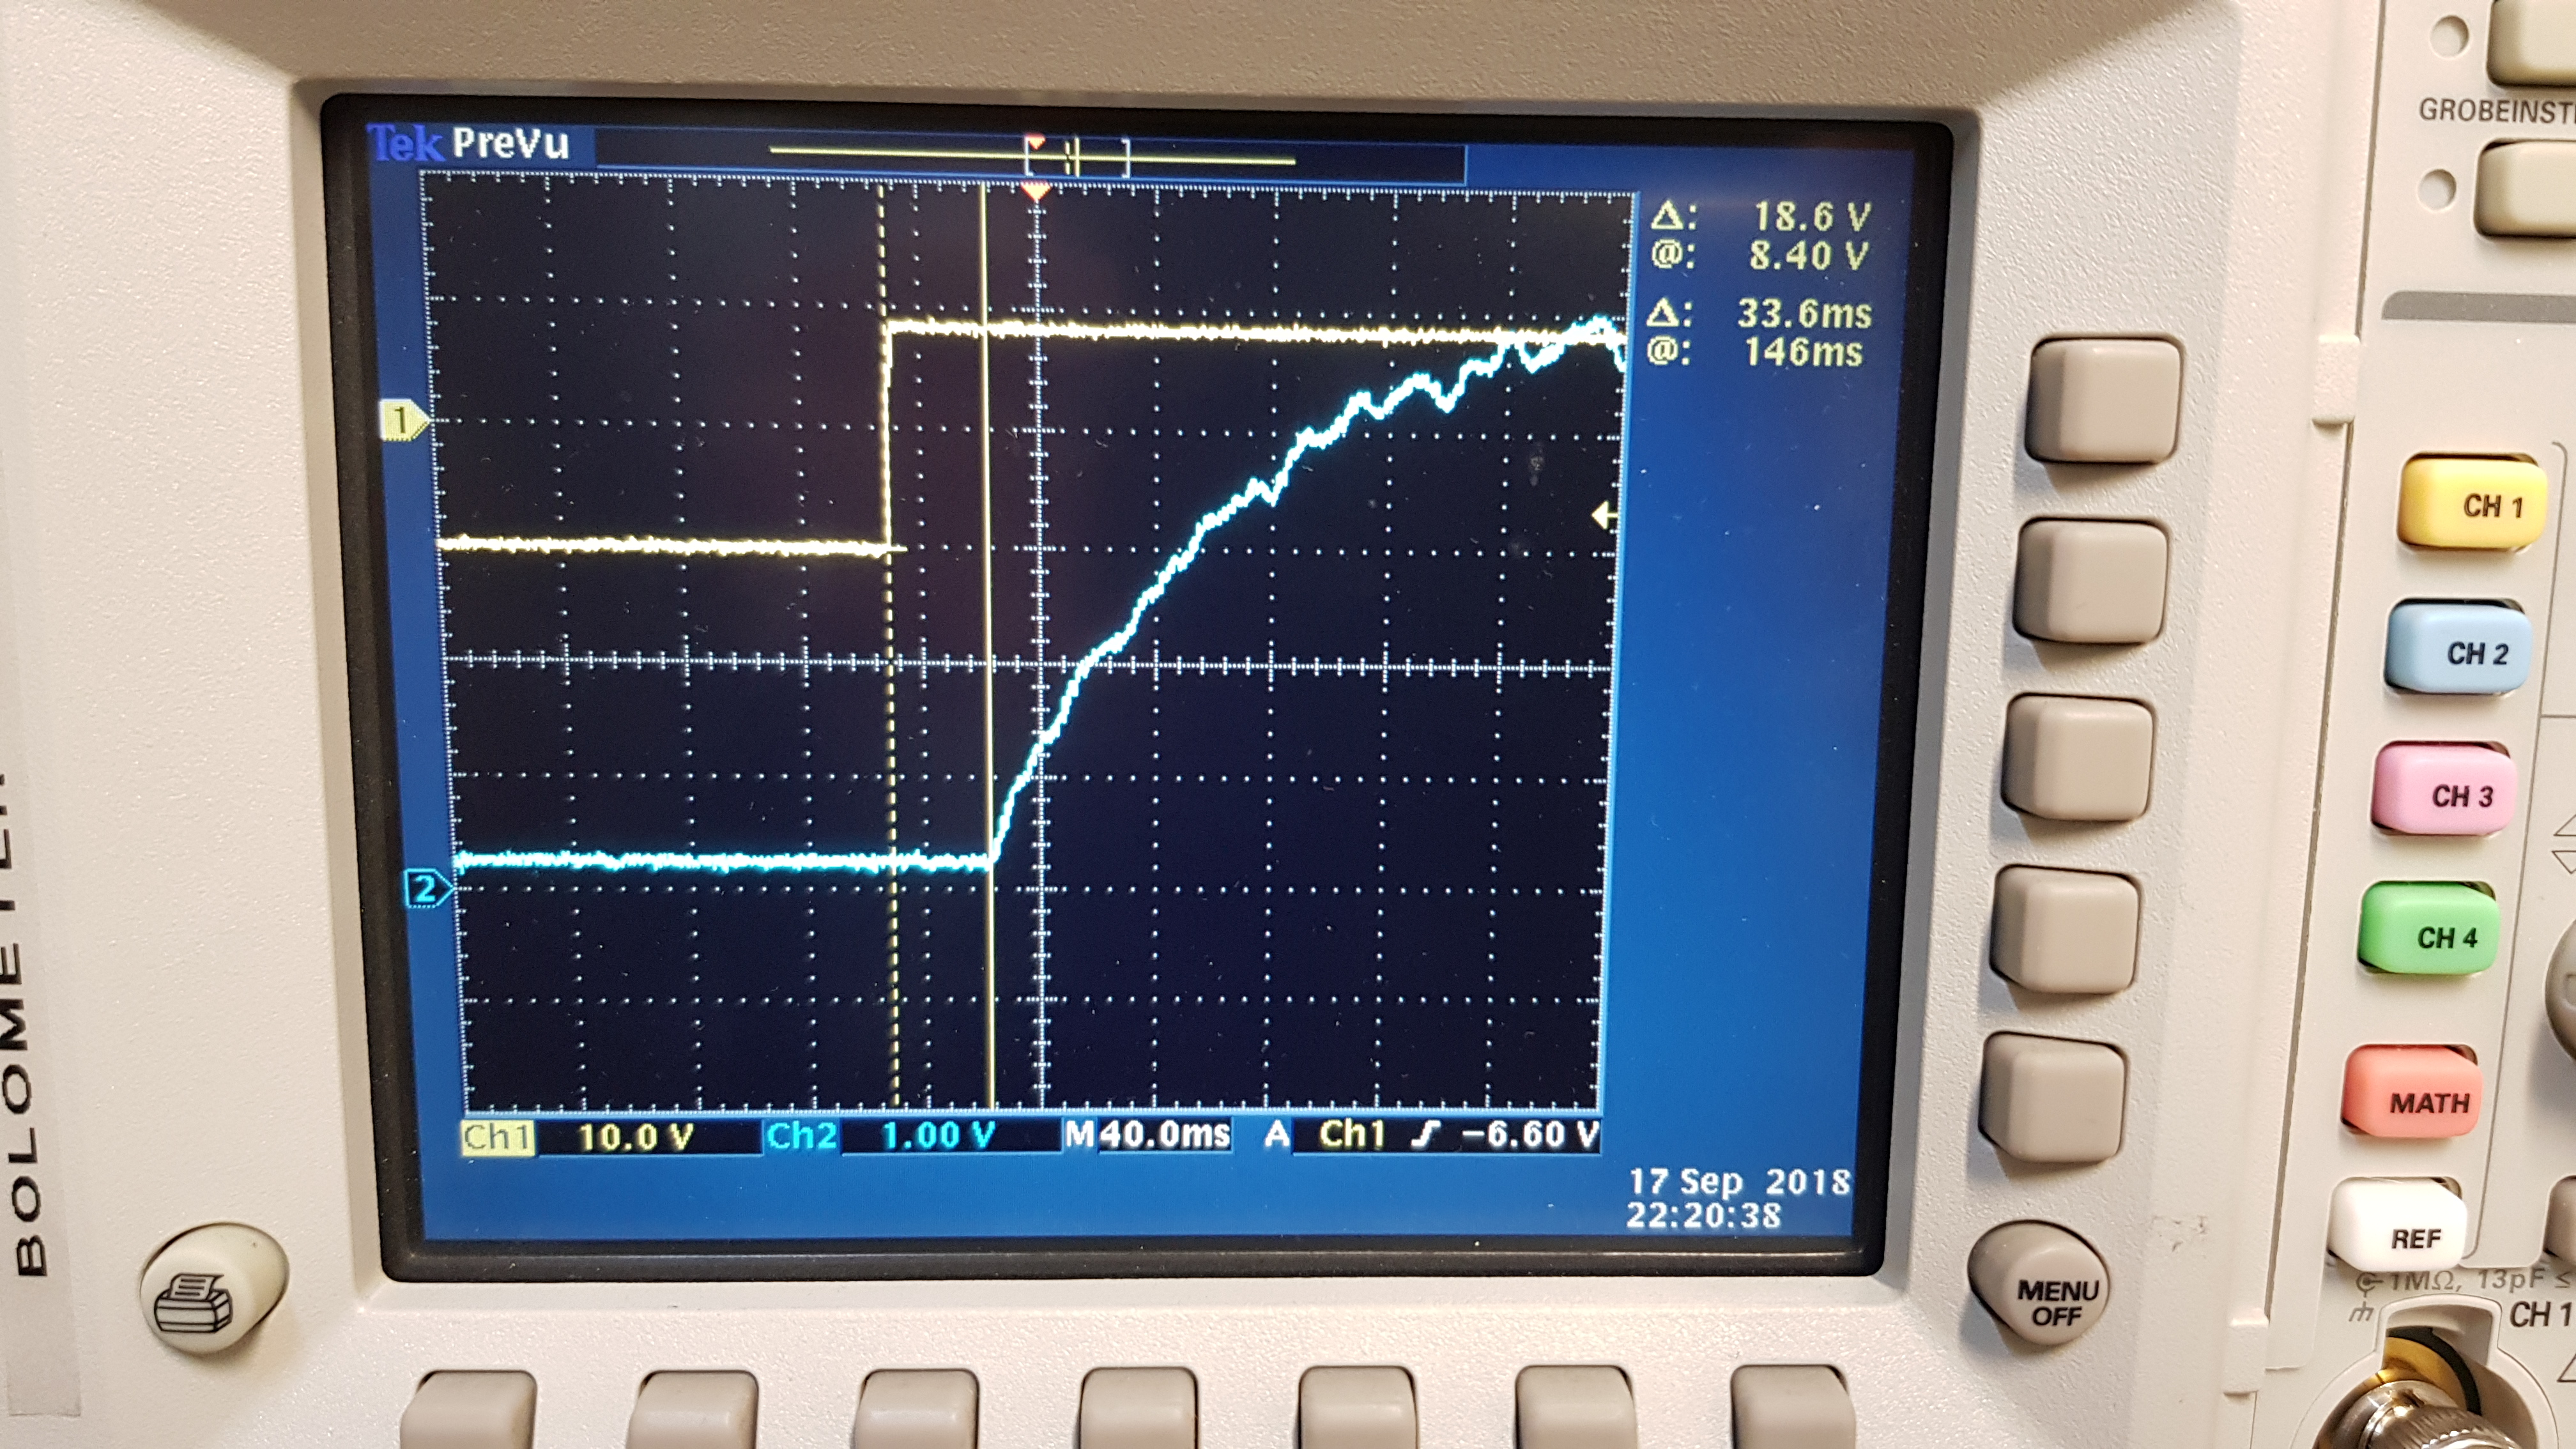 Tek PreVu
Δ: 18.6 V
@: 8.40 V
Δ: 33.6ms
@: 146ms
1
2
Ch1 10.0 V Ch2 1.00 V M 40.0ms A Ch1 -6.60 V
17 Sep 2018
22:20:38
BOLOMETER
CH 1
CH 2
CH 3
CH 4
MATH
REF
MENU
OFF
1MΩ, 13pF
CH 1